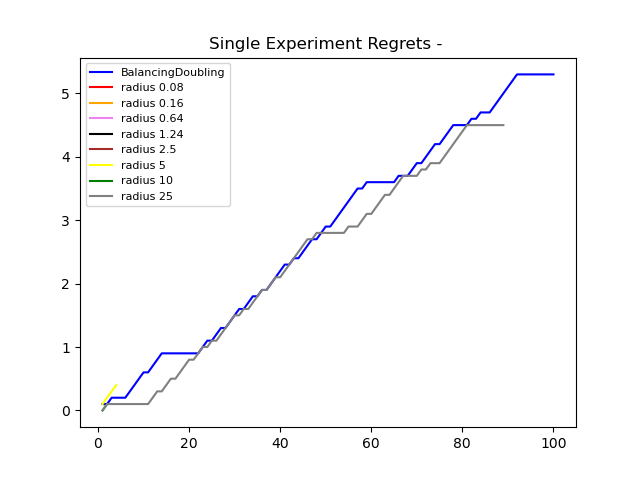 Single Experiment Regrets -
BalancingDoubling
radius 0.08
radius 0.16
radius 0.64
radius 1.24
radius 2.5
radius 5
radius 10
radius 25
5
4
3
2
1
0
0 20 40 60 80 100